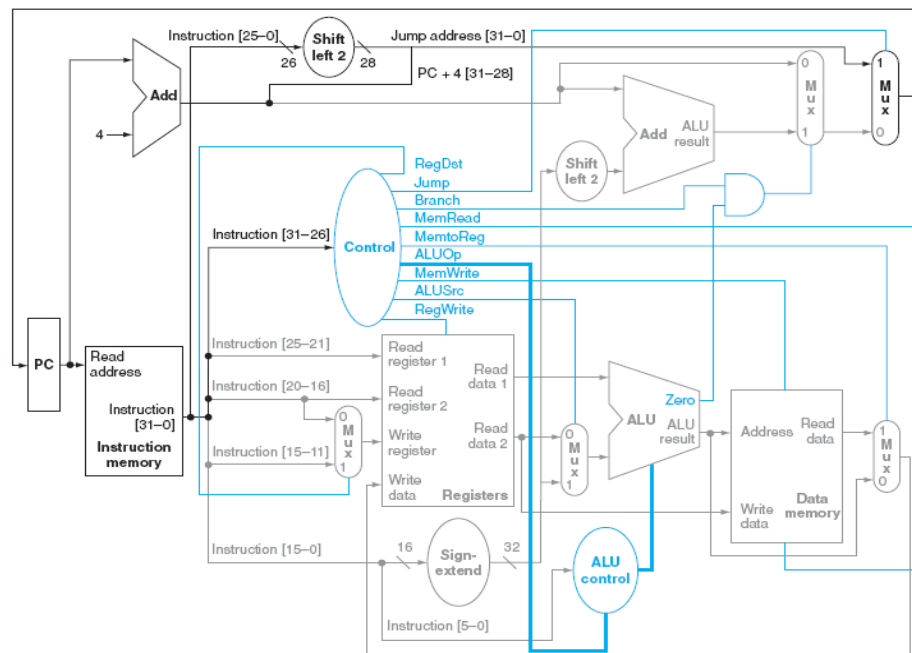 Instruction [25–0]
Shift
left 2
Jump address [31–0]
26
28
PC + 4 [31–28]
Add
4
0
M
u
x
1
1
M
u
x
0
Add
ALU
result
Shift
left 2
RegDst
Jump
Branch
MemRead
MemtoReg
ALUOp
MemWrite
ALUSrc
RegWrite
Instruction [31–26]
Control
PC
Read
address
Instruction
[31–0]
Instruction
memory
Instruction [25–21]
Instruction [20–16]
Instruction [15–11]
0
M
u
x
1
Read
register 1
Read
register 2
Write
register
Write
data
Read
data 1
Read
data 2
Registers
0
M
u
x
1
Zero
ALU
ALU
result
Address
Read
data
Write
data
Data
memory
1
M
u
x
0
Instruction [15–0]
16
Sign-
extend
32
ALU
control
Instruction [5–0]